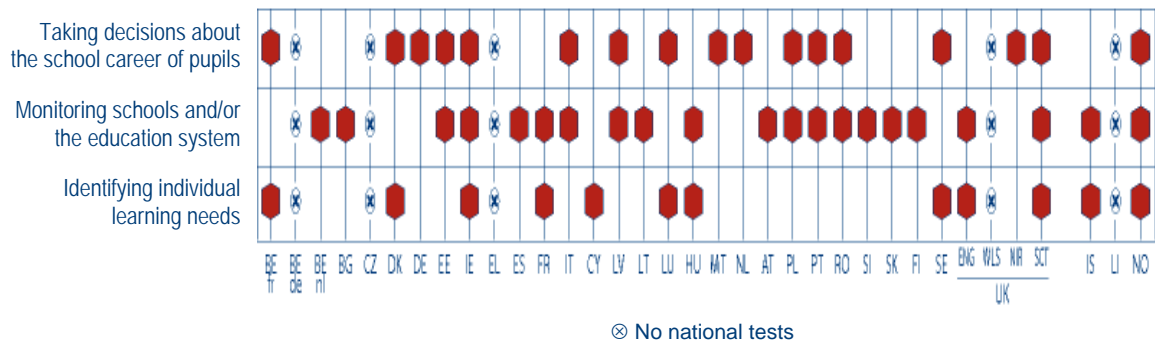 Taking decisions about
the school career of pupils
Monitoring schools and/or
the education system
Identifying individual
learning needs
BE fr BE de BE nl BG CZ DK DE EE IE EL ES FR IT CY LV LT LU HU MT NL AT PL PT RO SI SK FI SE ENG WLS NIR SCT IS LI NO
UK
⊗ No national tests